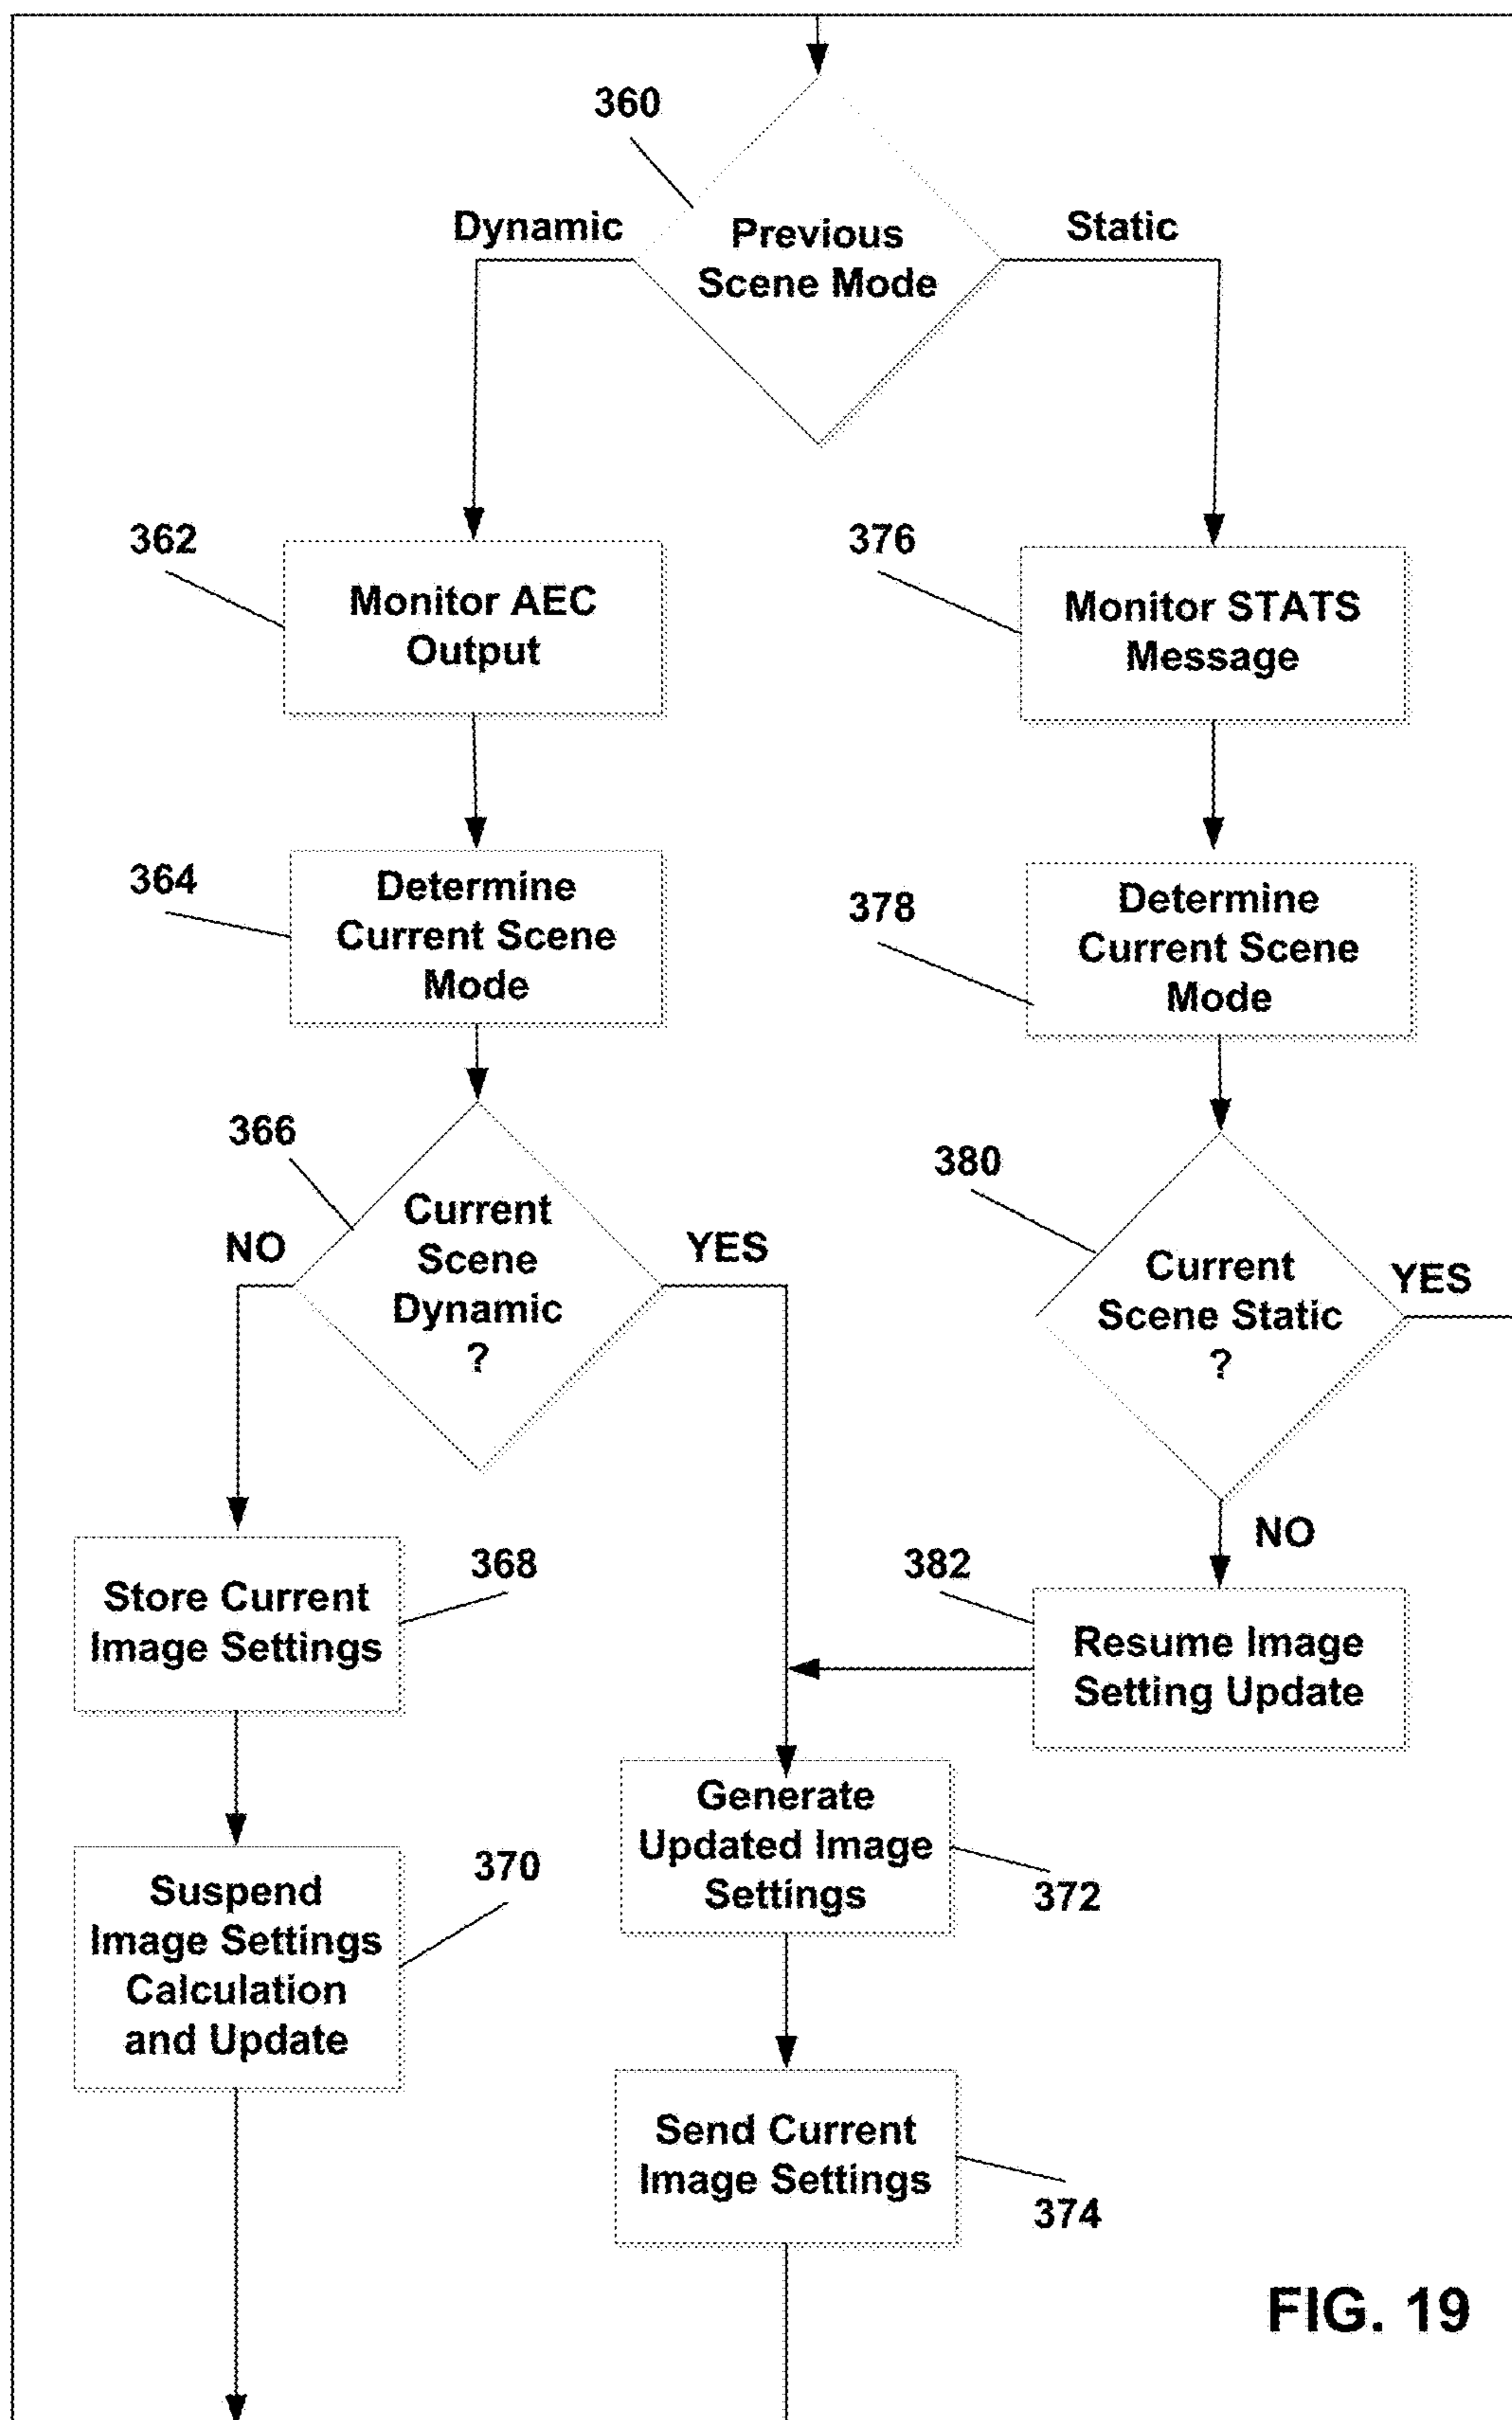 360
Dynamic
Static
Previous
Scene Mode
362
Monitor AEC
Output
376
Monitor STATS
Message
364
Determine
Current Scene
Mode
378
Determine
Current Scene
Mode
366
Current
Scene
Dynamic
?
NO
YES
380
Current
Scene Static
?
YES
NO
368
Store Current
Image Settings
382
Resume Image
Setting Update
370
Suspend
Image Settings
Calculation
and Update
Generate
Updated Image
Settings
372
Send Current
Image Settings
374
FIG. 19